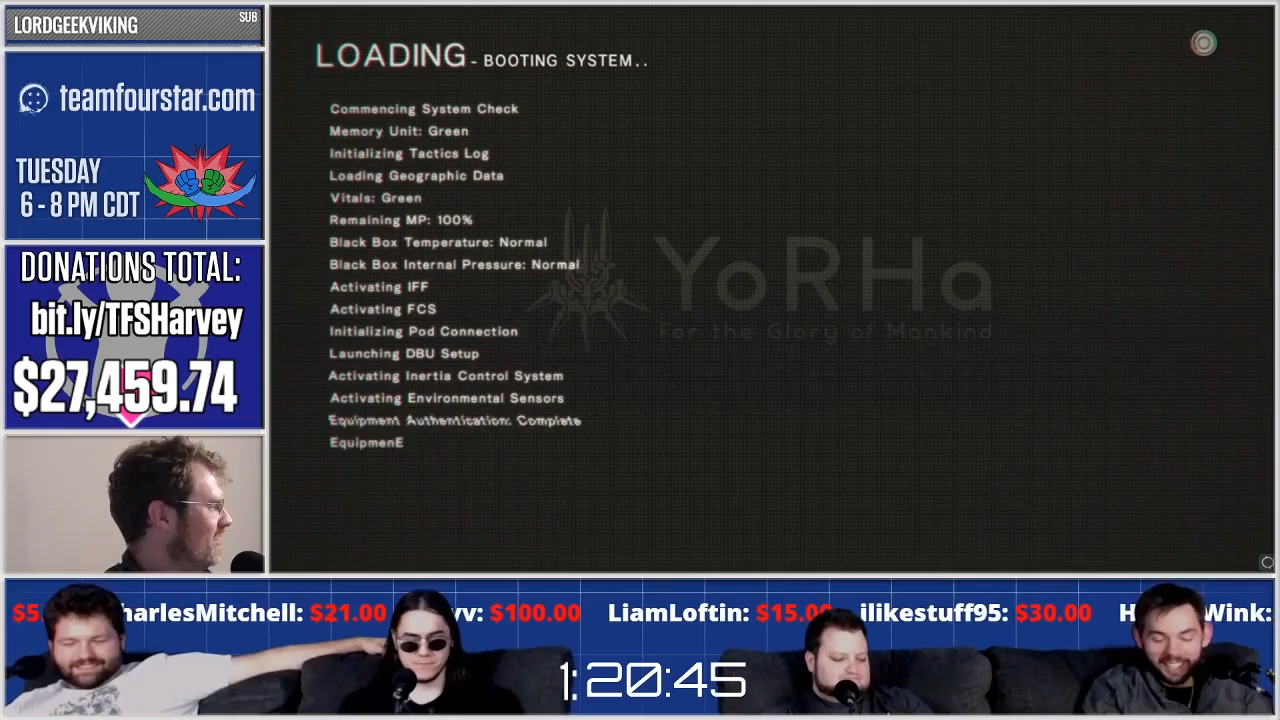 LORDGEEKVIKING
SUB
teamfourstar.com
TUESDAY
6 - 8 PM CDT
DONATIONS TOTAL:
bit.ly/TFSHarvey
$27,459.74
LOADING - BOOTING SYSTEM..
Commencing System Check
Memory Unit: Green
Initializing Tactics Log
Loading Geographic Data
Vitals: Green
Remaining MP: 100%
Black Box Temperature: Normal
Black Box Internal Pressure: Normal
Activating IFF
Activating FCS
Initializing Pod Connection
Launching DBU Setup
Activating Inertia Control System
Activating Environmental Sensors
Equipment Authentication: Complete
EquipmenE
YoRHa
For the Glory of Mankind
$5 harlesMitchell: $21.00 vv: $100.00 LiamLoftin: $15.00 ilikestuff95: $30.00 H Wink:
1:20:45